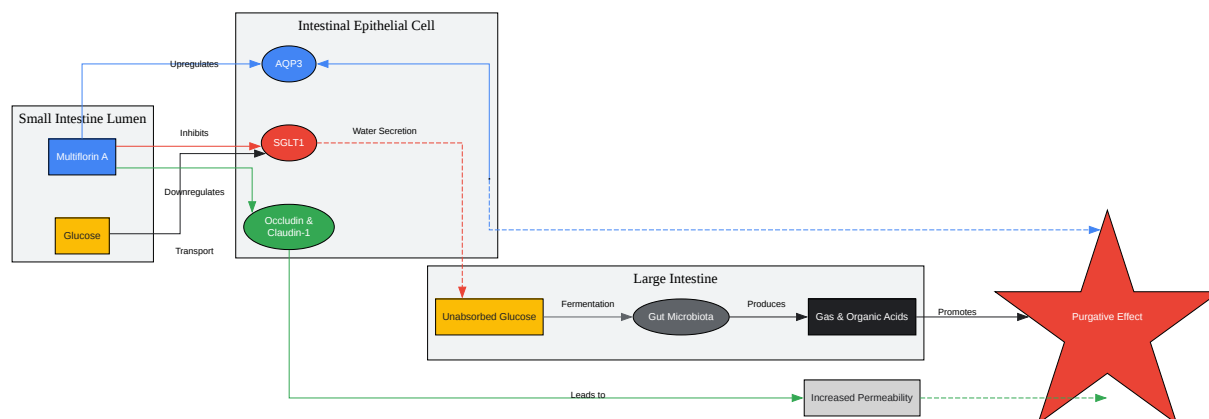 Intestinal Epithelial Cell
Upregulates
AQP3
Small Intestine Lumen
Multiflorin A
Inhibits
SGLT1
Water Secretion
Downregulates
Glucose
Transport
Occludin &
Claudin-1
Large Intestine
Unabsorbed Glucose
Fermentation
Gut Microbiota
Produces
Gas & Organic Acids
Promotes
Purgative Effect
Leads to
Increased Permeability